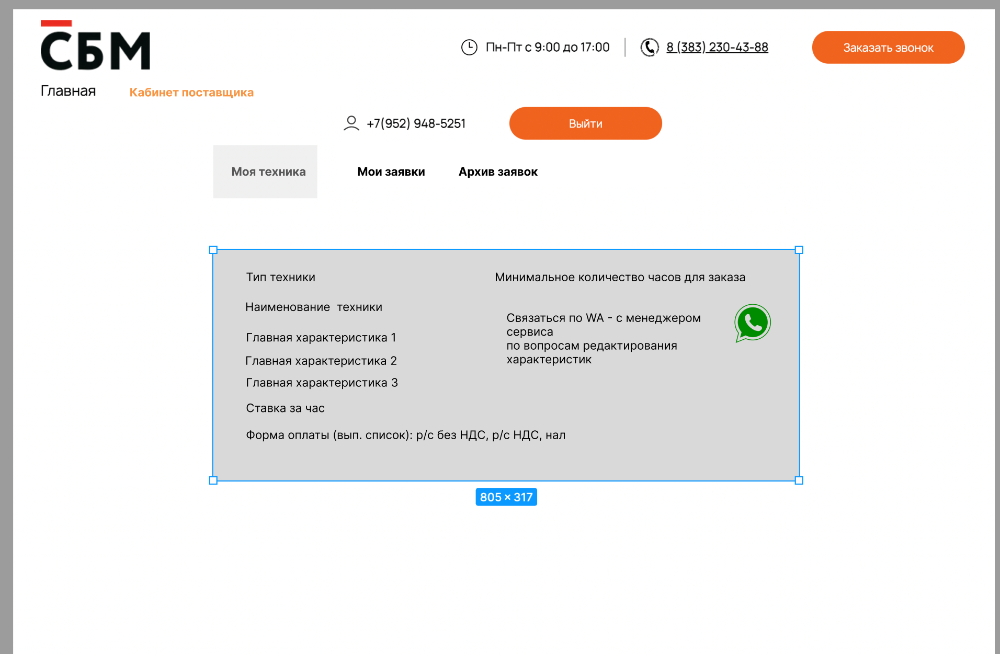 СБМ
Пн-Пт с 9:00 до 17:00
8 (383) 230-43-88
Заказать звонок
Главная
Кабинет поставщика
+7(952) 948-5251
Выйти
Моя техника
Мои заявки
Архив заявок
Тип техники
Минимальное количество часов для заказа
Наименование  техники
Связаться по WA - с менеджером
сервиса
по вопросам редактирования
характеристик
Главная характеристика 1
Главная характеристика 2
Главная характеристика 3
Ставка за час
Форма оплаты (вып. список): р/с без НДС, р/с НДС, нал
805 × 317